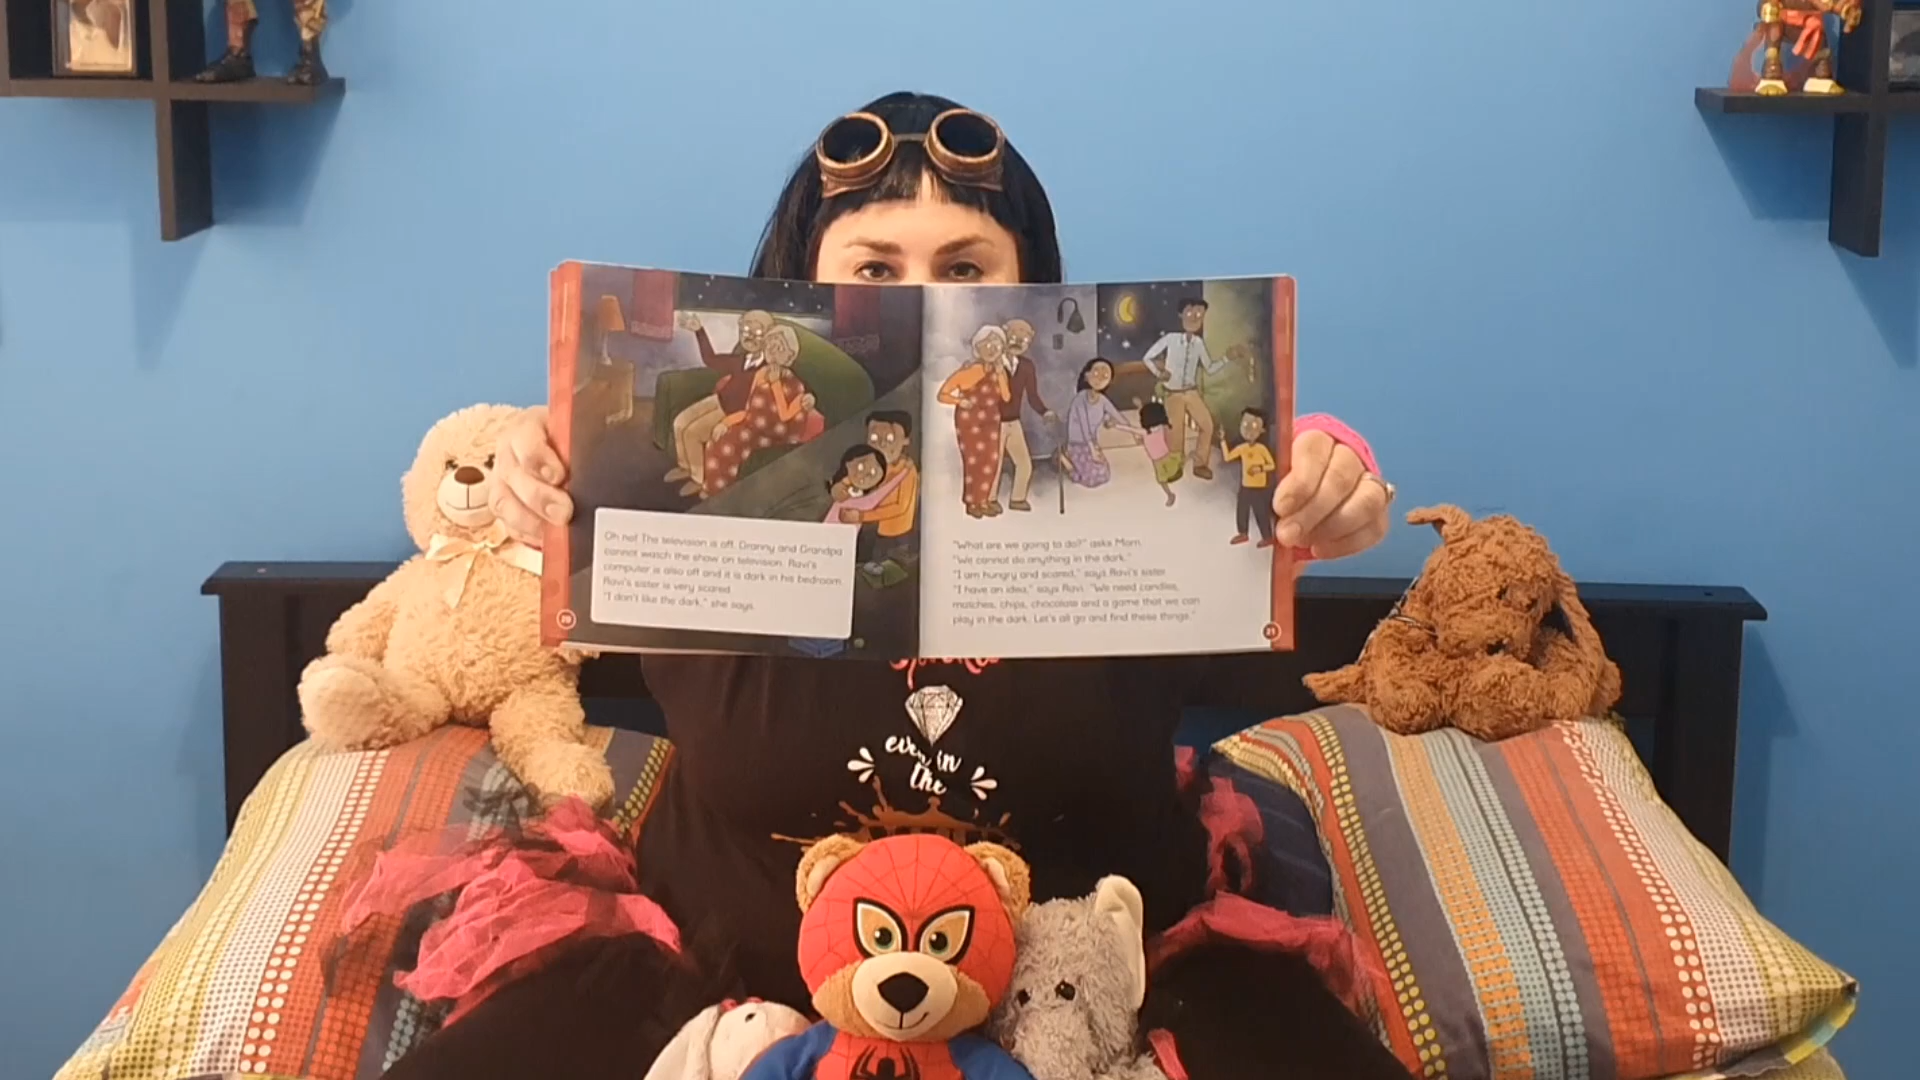 Oh no! The television is off. Granny and Grandpa
cannot watch the show on television. Ravi's
computer is also off and it is dark in his bedroom.
Ravi's sister is very scared.
"I don't like the dark," she says.
20
"What are we going to do?" asks Mom.
"We cannot do anything in the dark."
"I am hungry and scared," says Ravi's sister.
"I have an idea," says Ravi. "We need candles,
matches, chips, chocolate and a game that we can
play in the dark. Let's all go and find these things."
21
even in
the